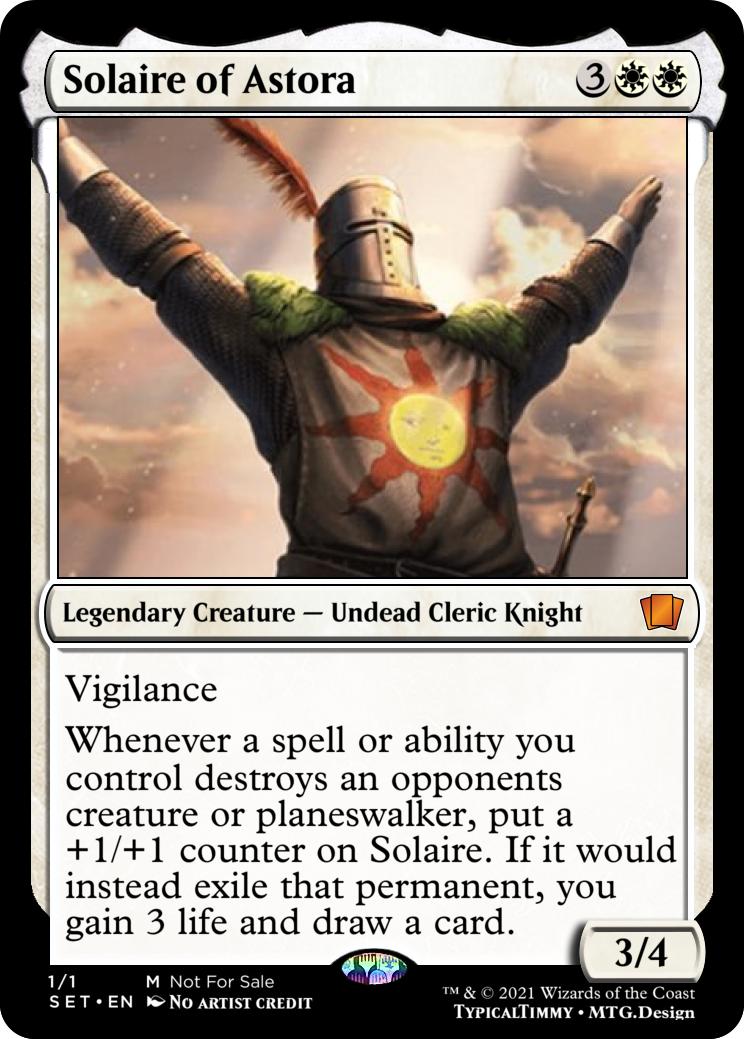 Solaire of Astora 3
Legendary Creature — Undead Cleric Knight
Vigilance
Whenever a spell or ability you
control destroys an opponents
creature or planeswalker, put a
+1/+1 counter on Solaire. If it would
instead exile that permanent, you
gain 3 life and draw a card.
3/4
1/1 M Not For Sale
SET • EN No artist credit
™ & © 2021 Wizards of the Coast
TypicalTimmy • MTG.Design